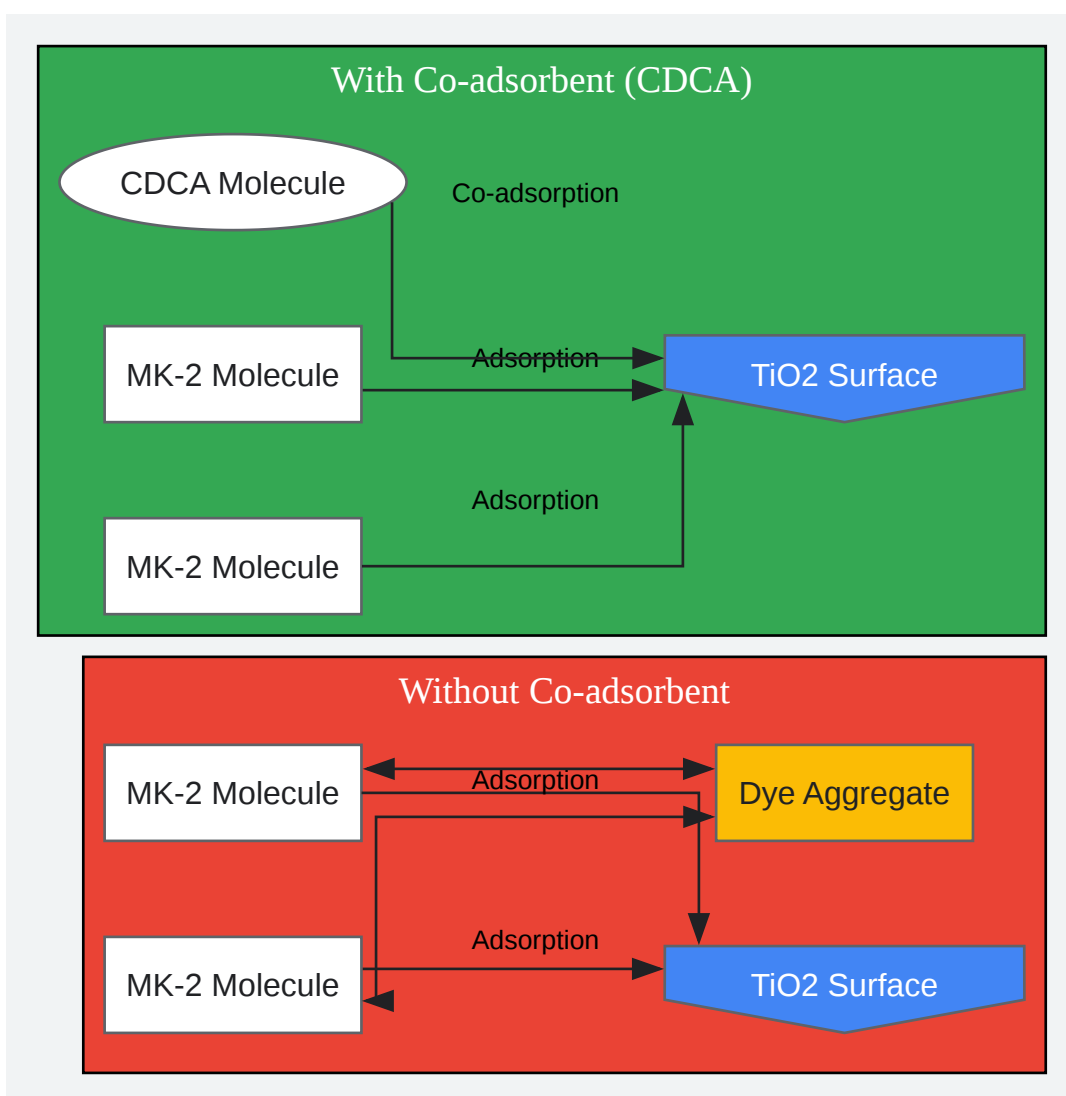 With Co-adsorbent (CDCA)
CDCA Molecule
Co-adsorption
MK-2 Molecule
Adsorption
TiO2 Surface
Adsorption
MK-2 Molecule
Without Co-adsorbent
MK-2 Molecule
Adsorption
Dye Aggregate
Adsorption
MK-2 Molecule
TiO2 Surface